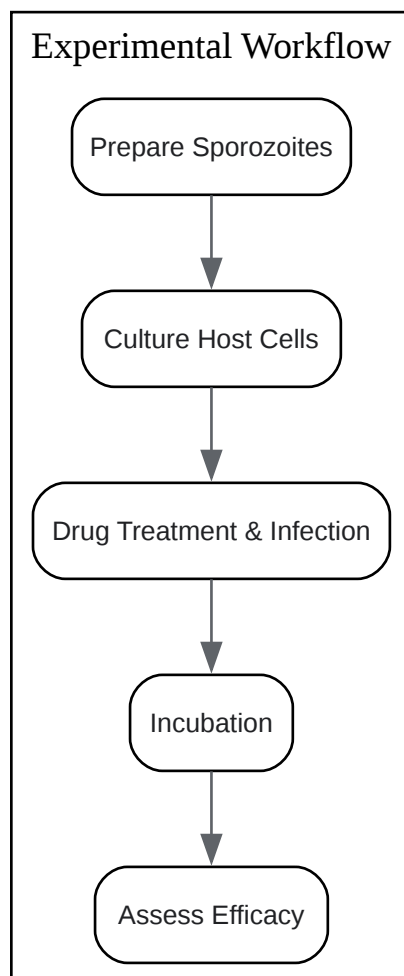 Experimental Workflow
Prepare Sporozoites
Culture Host Cells
Drug Treatment & Infection
Incubation
Assess Efficacy